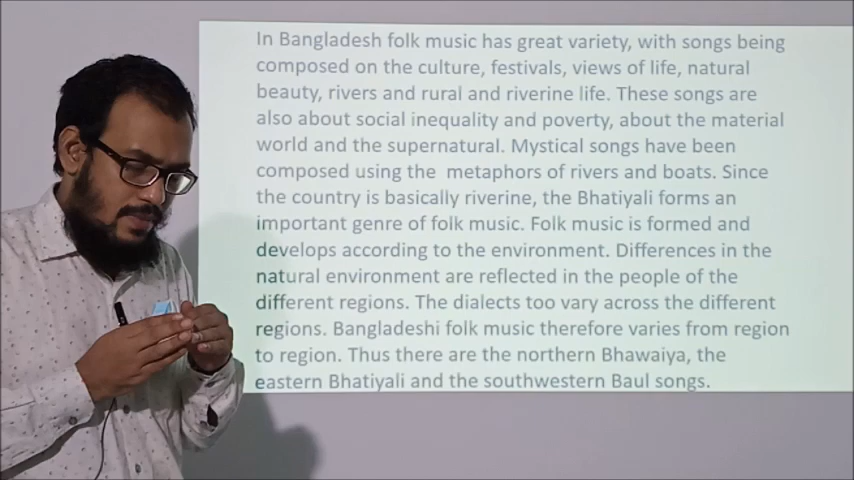 In Bangladesh folk music has great variety, with songs being
composed on the culture, festivals, views of life, natural
beauty, rivers and rural and riverine life. These songs are
also about social inequality and poverty, about the material
world and the supernatural. Mystical songs have been
composed using the metaphors of rivers and boats. Since
the country is basically riverine, the Bhatiyali forms an
important genre of folk music. Folk music is formed and
develops according to the environment. Differences in the
natural environment are reflected in the people of the
different regions. The dialects too vary across the different
regions. Bangladeshi folk music therefore varies from region
to region. Thus there are the northern Bhawaiya, the
eastern Bhatiyali and the southwestern Baul songs.